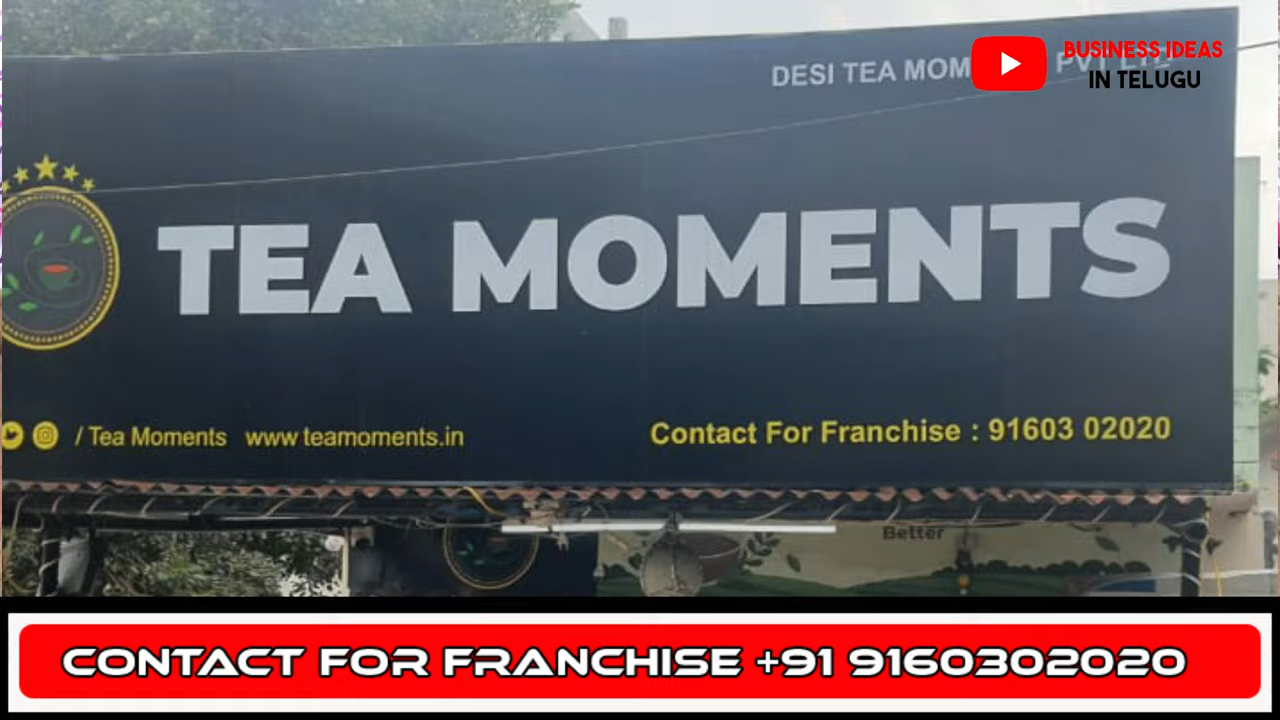 DESI TEA MOM
BUSINESS IDEAS
IN TELUGU
TEA MOMENTS
/ Tea Moments www.teamoments.in
Contact For Franchise : 91603 02020
Better
CONTACT FOR FRANCHISE +91 9160302020